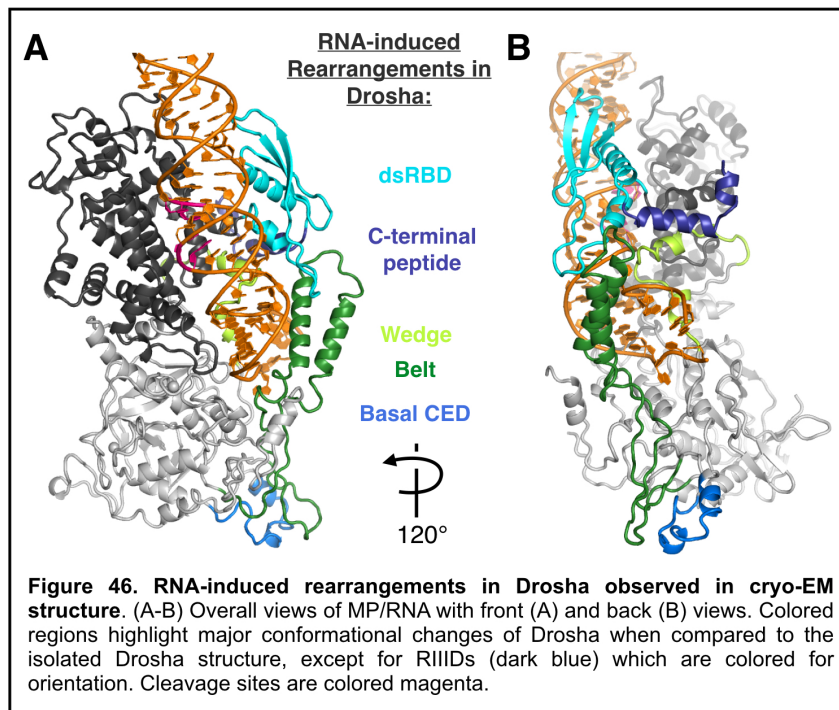 A
RNA-induced
Rearrangements in
Drosha:
B
dsRBD
C-terminal
peptide
Wedge
Belt
Basal CED
120°
Figure 46. RNA-induced rearrangements in Drosha observed in cryo-EM
structure. (A-B) Overall views of MP/RNA with front (A) and back (B) views. Colored
regions highlight major conformational changes of Drosha when compared to the
isolated Drosha structure, except for RIIIDs (dark blue) which are colored for
orientation. Cleavage sites are colored magenta.